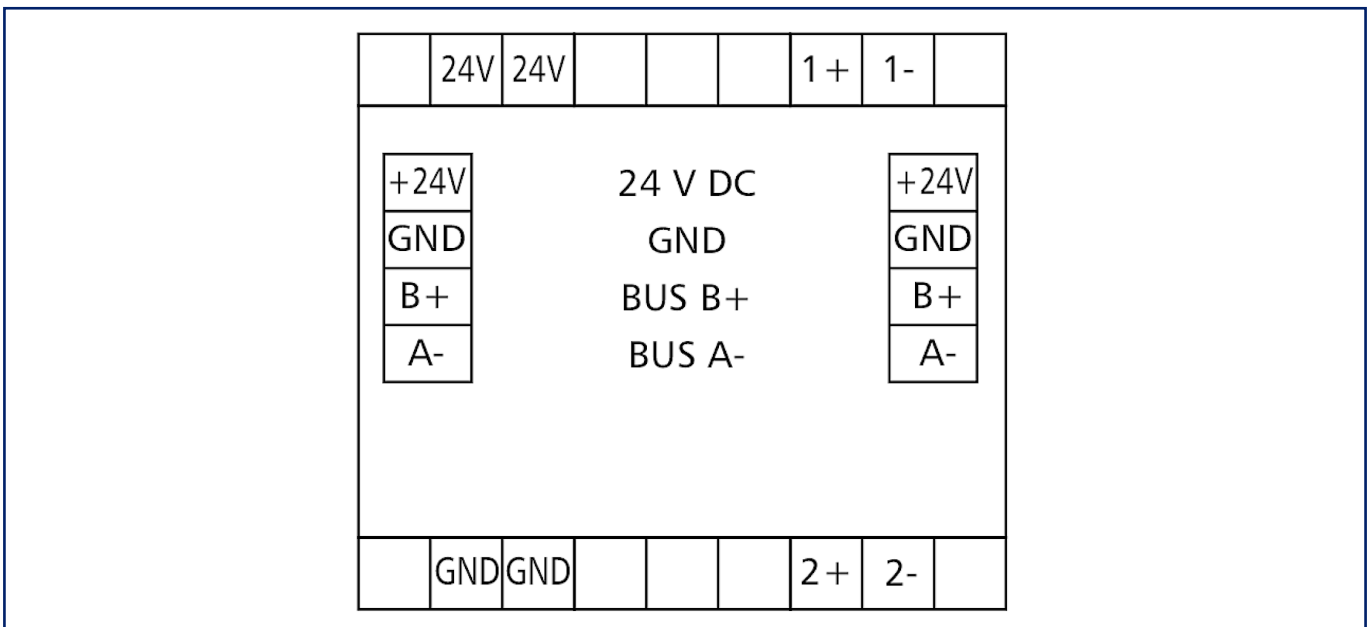 24V 24V 1+ 1-
+24V 24 V DC +24V
GND GND GND
B+ BUS B+ B+
A- BUS A- A-
GND GND 2+ 2-